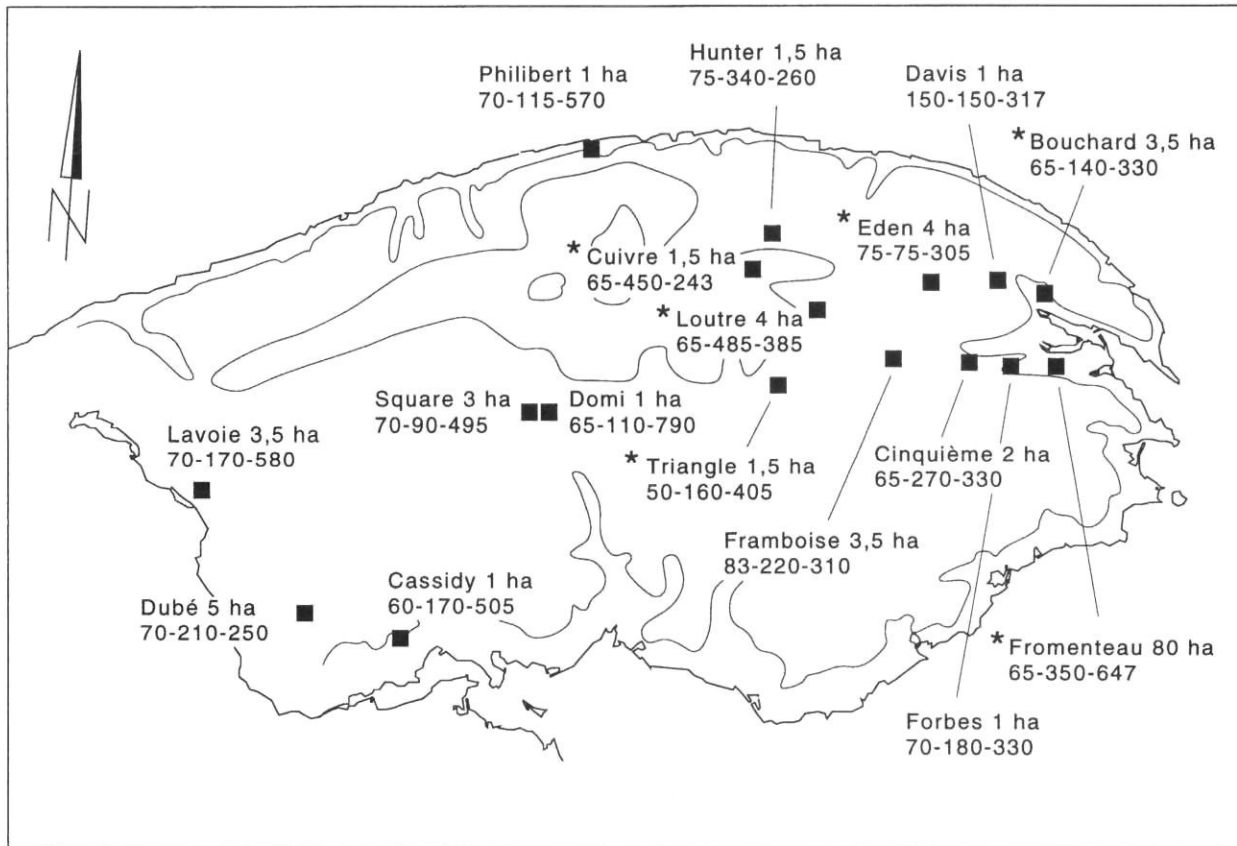 Hunter 1,5 ha
75-340-260
Philibert 1 ha
70-115-570
Davis 1 ha
150-150-317
* Bouchard 3,5 ha
65-140-330
* Eden 4 ha
75-75-305
* Cuivre 1,5 ha
65-450-243
* Loutre 4 ha
65-485-385
Square 3 ha
70-90-495
Domi 1 ha
65-110-790
Lavoie 3,5 ha
70-170-580
* Triangle 1,5 ha
50-160-405
Cinquième 2 ha
65-270-330
Framboise 3,5 ha
83-220-310
Cassidy 1 ha
60-170-505
Dubé 5 ha
70-210-250
* Fromenteau 80 ha
65-350-647
Forbes 1 ha
70-180-330
N